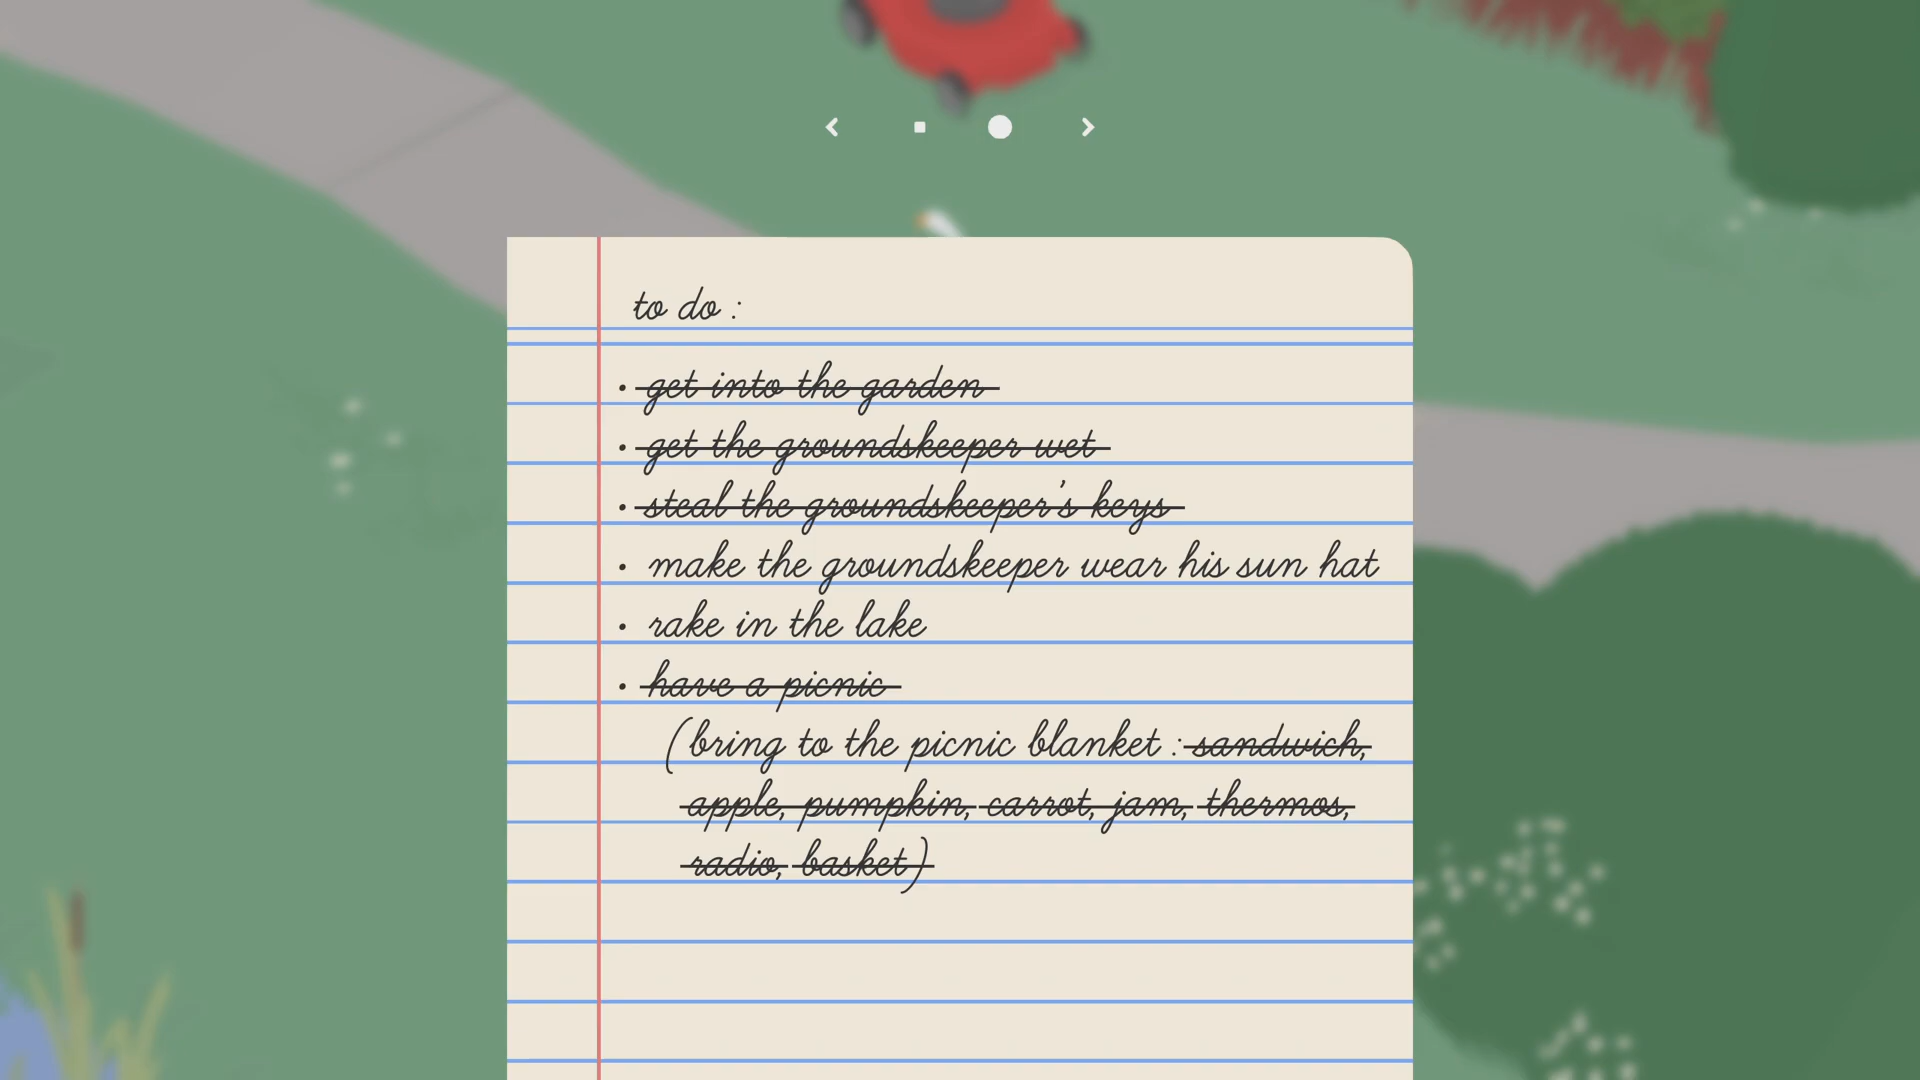 to do :
• get into the garden
• get the groundskeeper wet
• steal the groundskeeper's keys
• make the groundskeeper wear his sun hat
• rake in the lake
• have a picnic
(bring to the picnic blanket : sandwich,
apple, pumpkin, carrot, jam, thermos,
radio, basket)